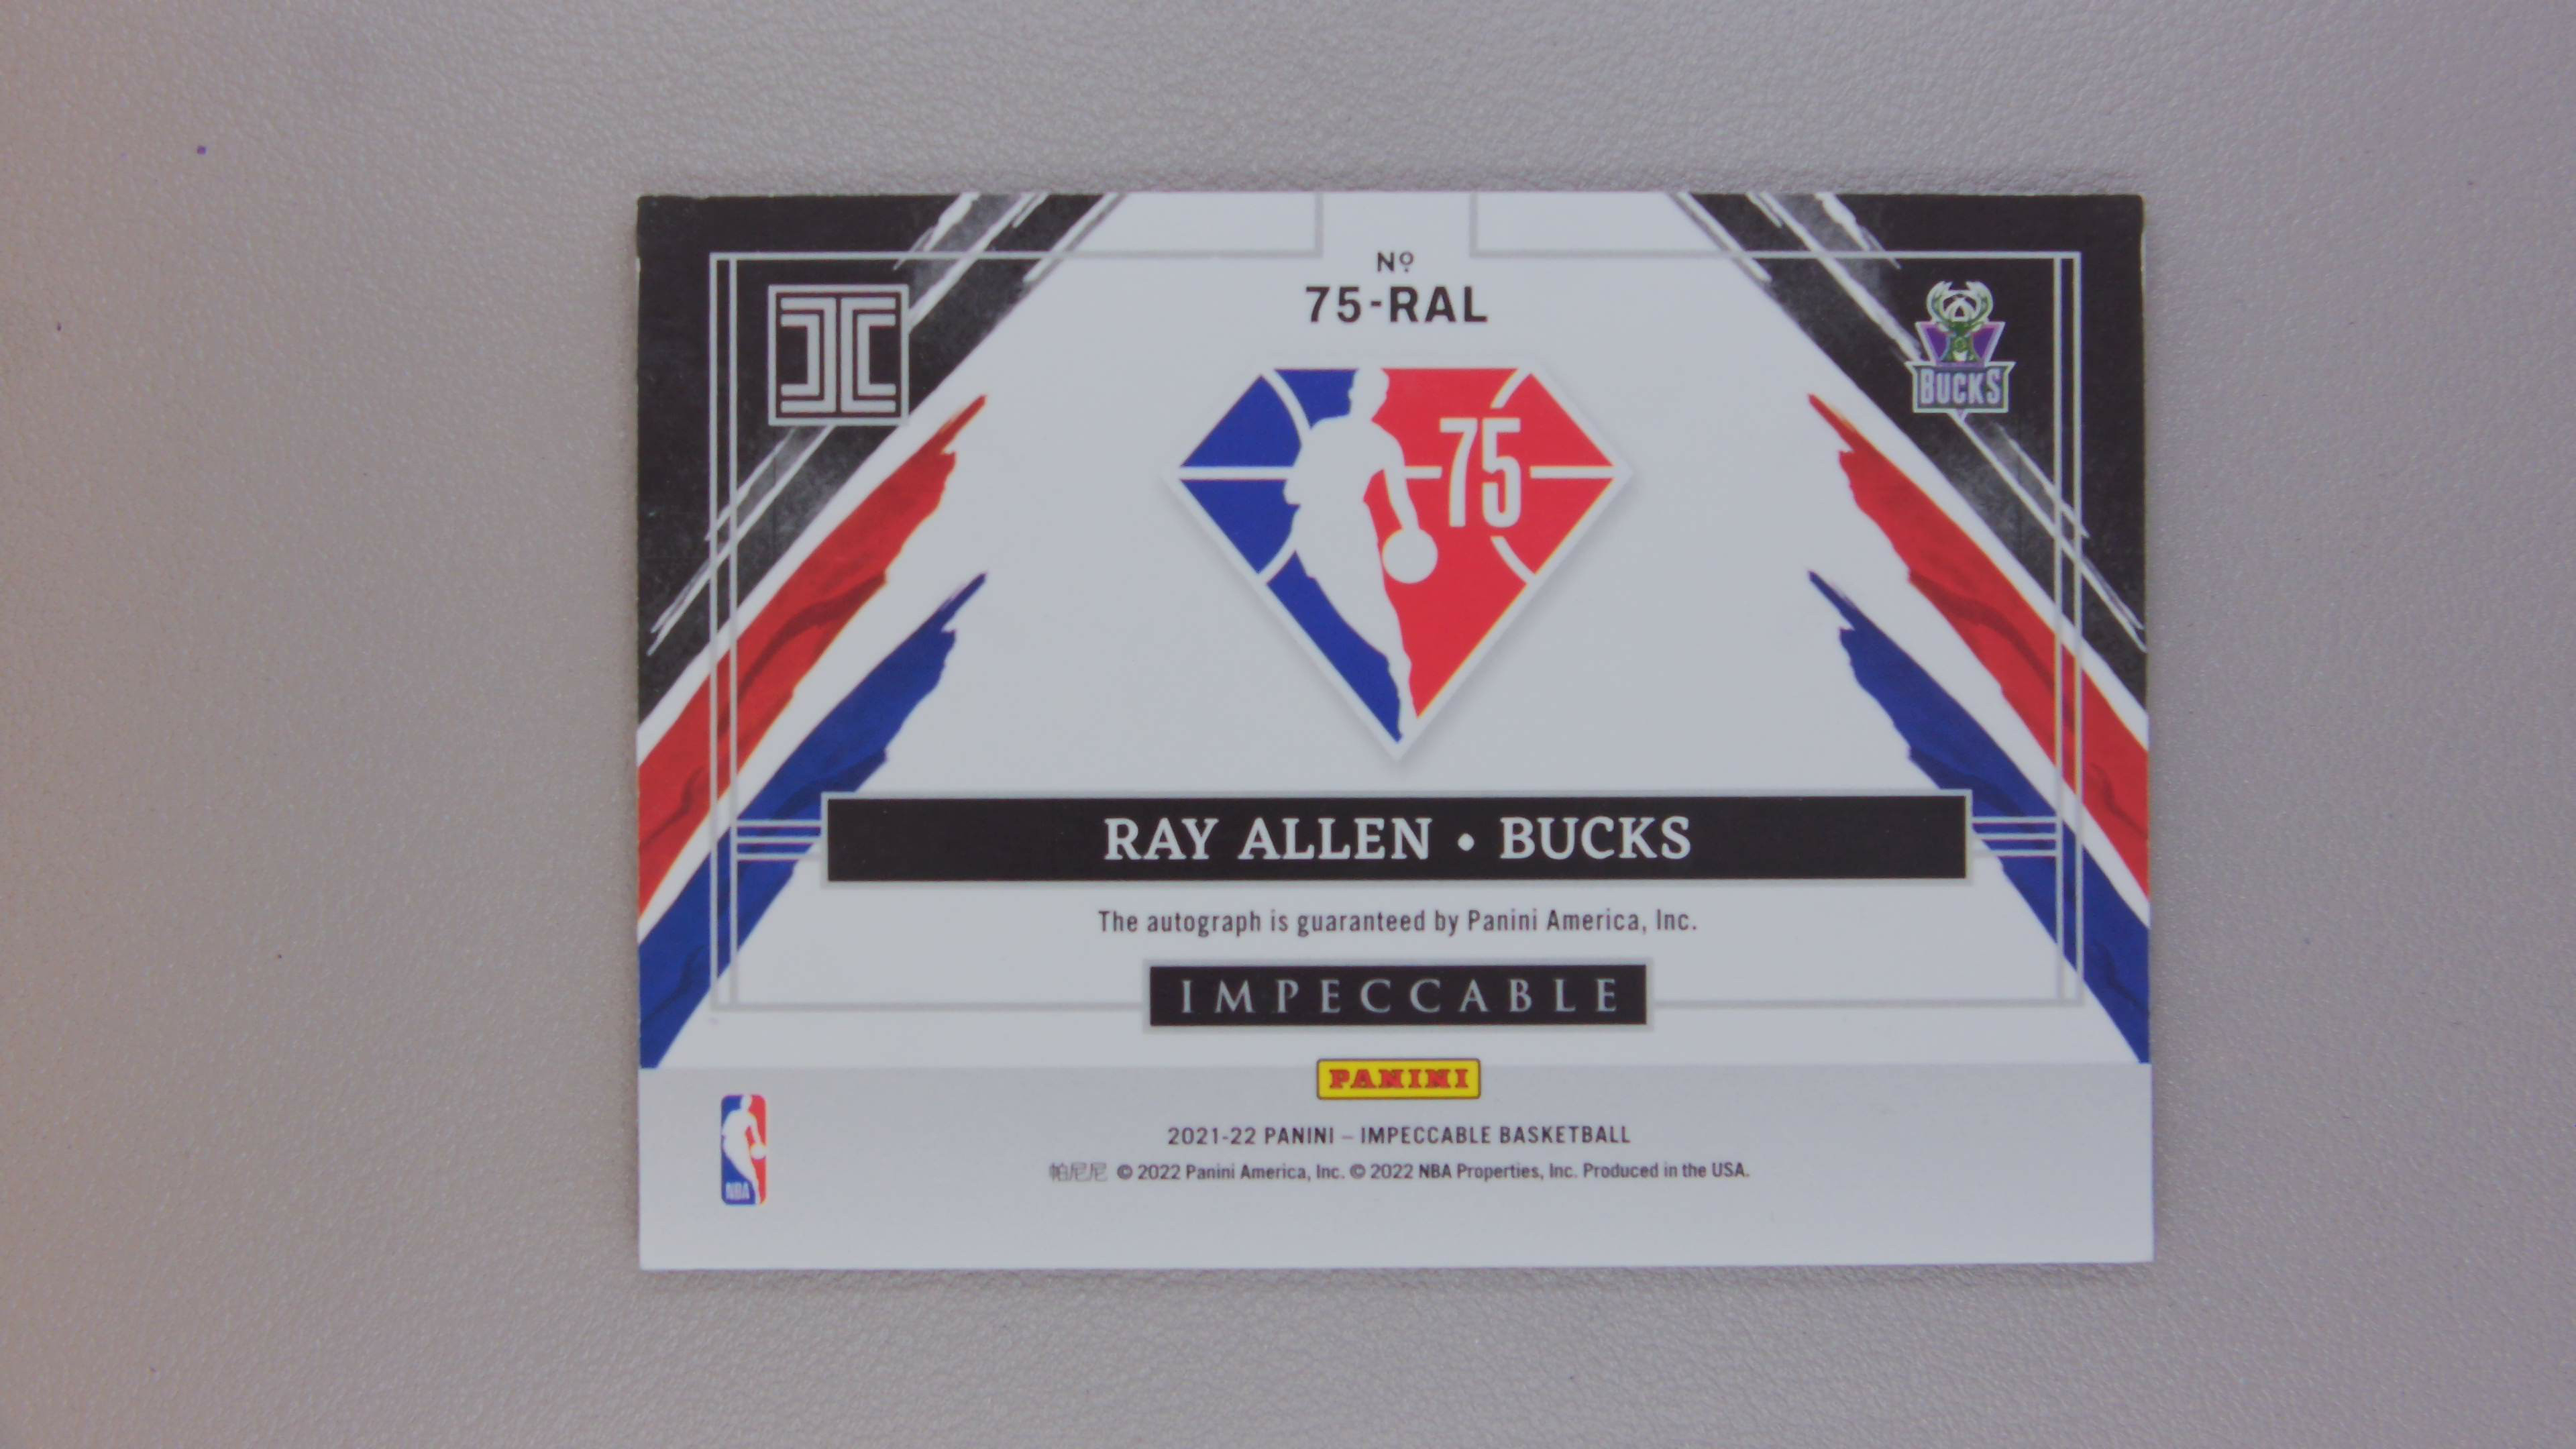 Nº
75-RAL
BUCKS
75
RAY ALLEN • BUCKS
The autograph is guaranteed by Panini America, Inc.
IMPECCABLE
PANINI
NBA
2021-22 PANINI – IMPECCABLE BASKETBALL
帕尼尼 © 2022 Panini America, Inc. © 2022 NBA Properties, Inc. Produced in the USA.